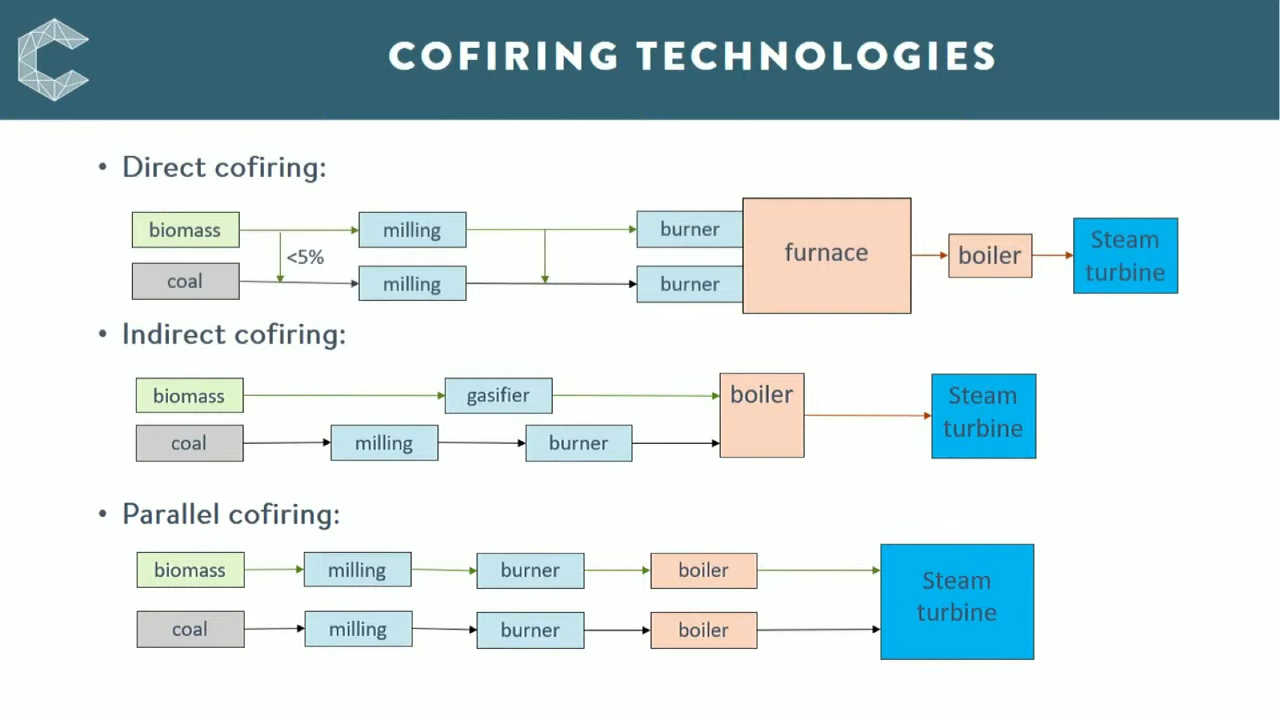 COFIRING TECHNOLOGIES
• Direct cofiring:
biomass
milling
burner
<5%
coal
milling
burner
furnace
boiler
Steam
turbine
• Indirect cofiring:
biomass
gasifier
coal
milling
burner
boiler
Steam
turbine
• Parallel cofiring:
biomass
milling
burner
boiler
coal
milling
burner
boiler
Steam
turbine